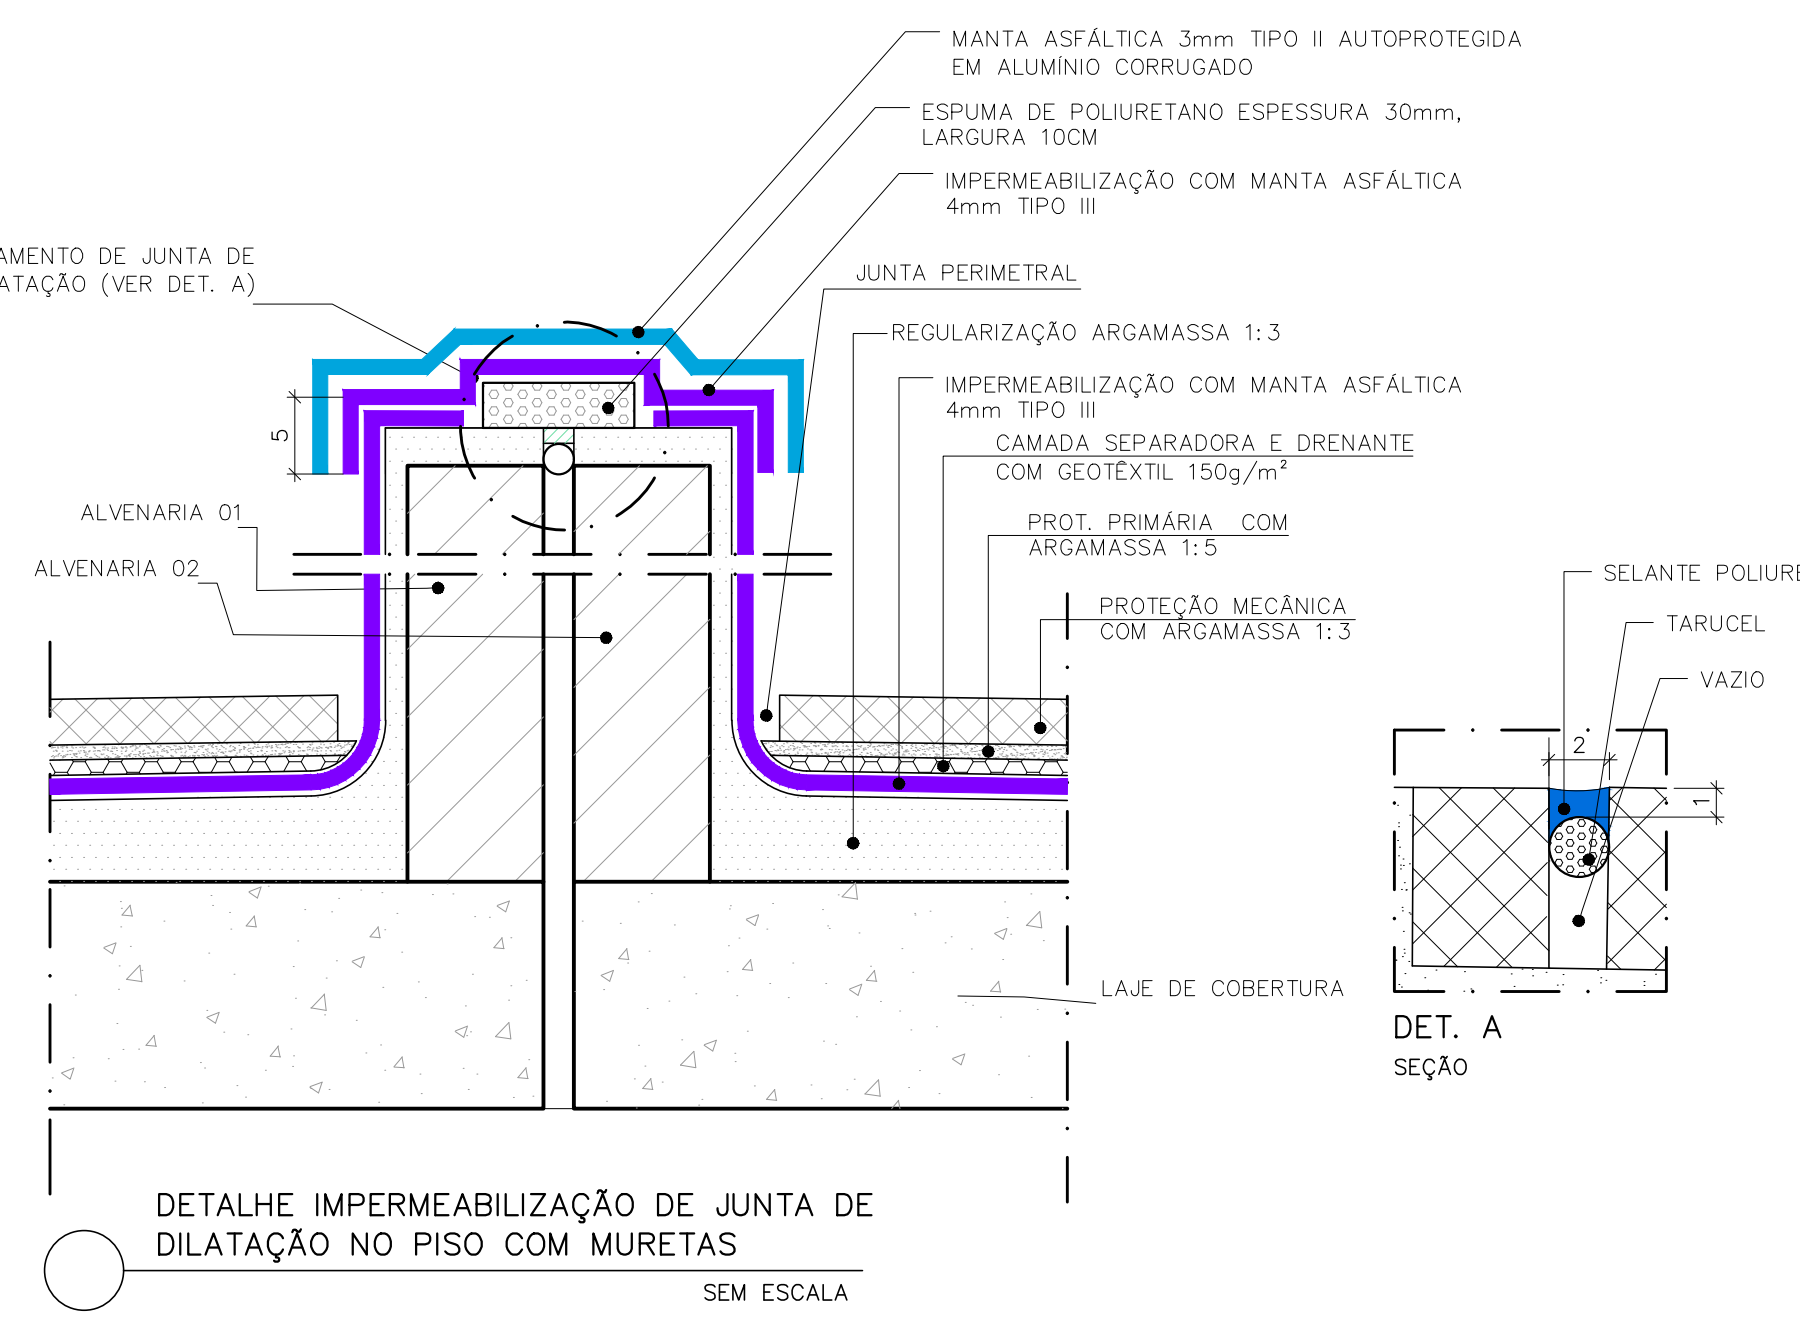 MANTA ASFÁLTICA 3mm TIPO II AUTOPROTEGIDA
EM ALUMÍNIO CORRUGADO
ESPUMA DE POLIURETANO ESPESSURA 30mm,
LARGURA 10CM
IMPERMEABILIZAÇÃO COM MANTA ASFÁLTICA
4mm TIPO III
AMENTO DE JUNTA DE
ATAÇÃO (VER DET. A)
JUNTA PERIMETRAL
REGULARIZAÇÃO ARGAMASSA 1:3
IMPERMEABILIZAÇÃO COM MANTA ASFÁLTICA
4mm TIPO III
5
CAMADA SEPARADORA E DRENANTE
COM GEOTÊXTIL 150g/m²
ALVENARIA 01
PROT. PRIMÁRIA COM
ARGAMASSA 1:5
ALVENARIA 02
SELANTE POLIURE
PROTEÇÃO MECÂNICA
COM ARGAMASSA 1:3
TARUCEL
VAZIO
2
1
LAJE DE COBERTURA
DET. A
SEÇÃO
DETALHE IMPERMEABILIZAÇÃO DE JUNTA DE
DILATAÇÃO NO PISO COM MURETAS
SEM ESCALA